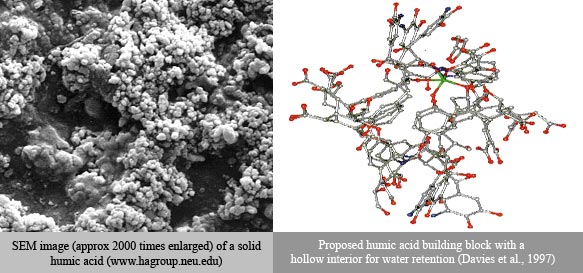 SEM image (approx 2000 times enlarged) of a solid
humic acid (www.hagroup.neu.edu)
Proposed humic acid building block with a
hollow interior for water retention (Davies et al., 1997)